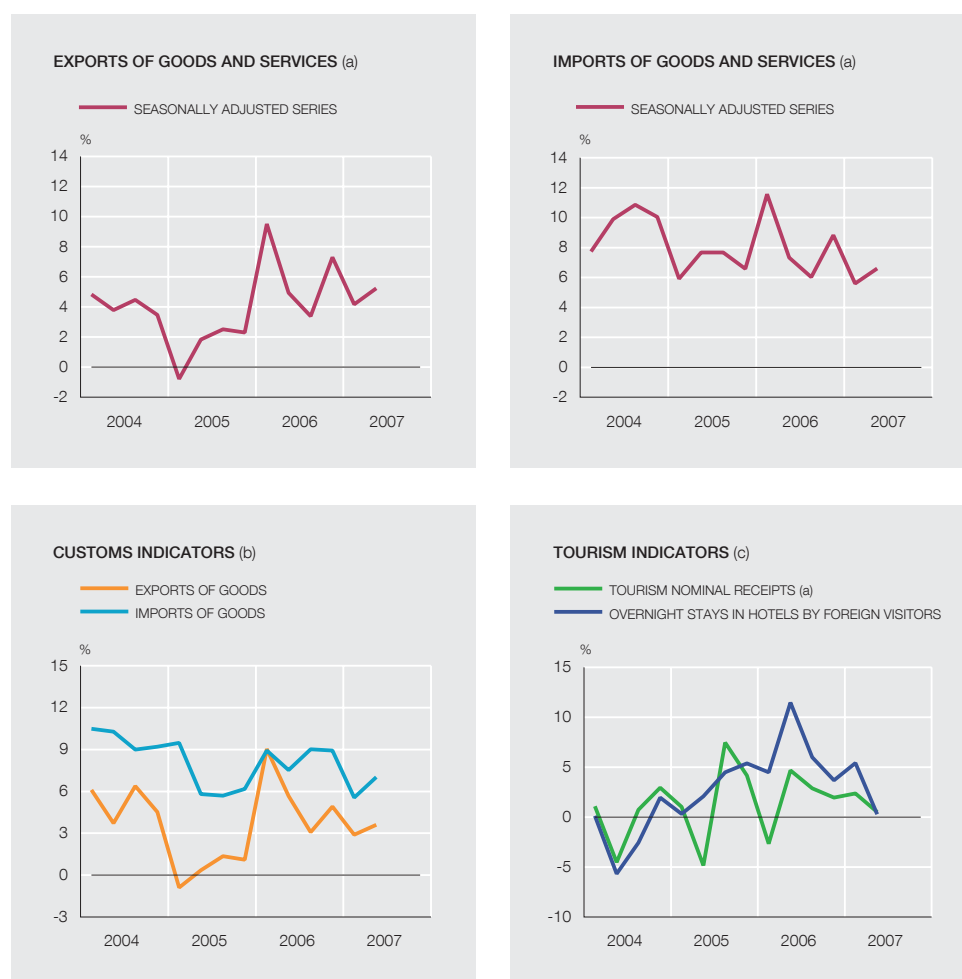 EXPORTS OF GOODS AND SERVICES (a)
SEASONALLY ADJUSTED SERIES
%
14
12
10
8
6
4
2
0
-2
2004 2005 2006 2007
IMPORTS OF GOODS AND SERVICES (a)
SEASONALLY ADJUSTED SERIES
%
14
12
10
8
6
4
2
0
-2
2004 2005 2006 2007
CUSTOMS INDICATORS (b)
EXPORTS OF GOODS
IMPORTS OF GOODS
%
15
12
9
6
3
0
-3
2004 2005 2006 2007
TOURISM INDICATORS (c)
TOURISM NOMINAL RECEIPTS (a)
OVERNIGHT STAYS IN HOTELS BY FOREIGN VISITORS
%
15
10
5
0
-5
-10
2004 2005 2006 2007